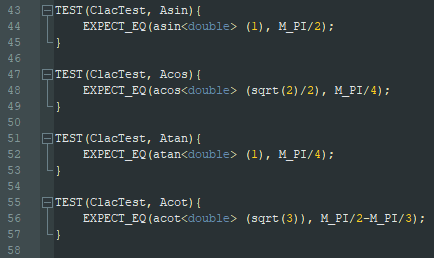 43 TEST(ClacTest, Asin){
44 EXPECT_EQ(asin<double> (1), M_PI/2);
45 }
46
47 TEST(ClacTest, Acos){
48 EXPECT_EQ(acos<double> (sqrt(2)/2), M_PI/4);
49 }
50
51 TEST(ClacTest, Atan){
52 EXPECT_EQ(atan<double> (1), M_PI/4);
53 }
54
55 TEST(ClacTest, Acot){
56 EXPECT_EQ(acot<double> (sqrt(3)), M_PI/2-M_PI/3);
57 }
58